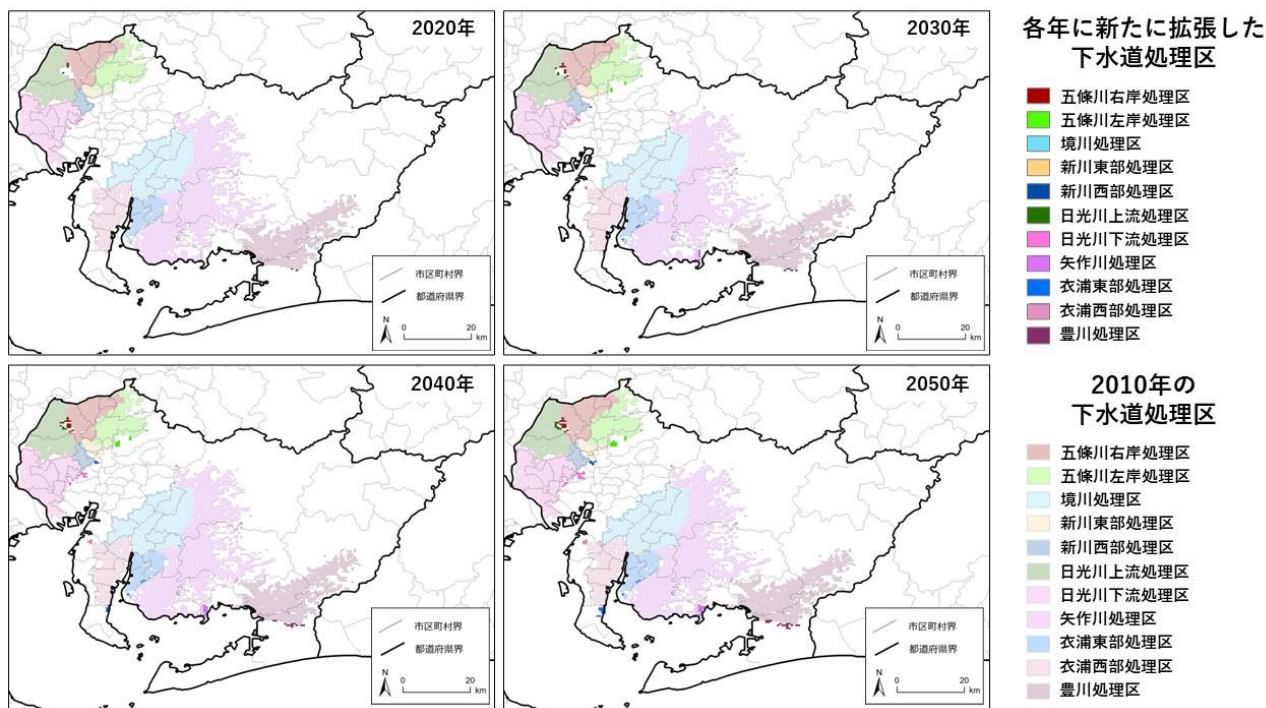 2020年
市区町村界
都道府県界
N
0 20
km
2030年
市区町村界
都道府県界
N
0 20
km
2040年
市区町村界
都道府県界
N
0 20
km
2050年
市区町村界
都道府県界
N
0 20
km
各年に新たに拡張した
下水道処理区
五條川右岸処理区
五條川左岸処理区
境川処理区
新川東部処理区
新川西部処理区
日光川上流処理区
日光川下流処理区
矢作川処理区
衣浦東部処理区
衣浦西部処理区
豊川処理区
2010年の
下水道処理区
五條川右岸処理区
五條川左岸処理区
境川処理区
新川東部処理区
新川西部処理区
日光川上流処理区
日光川下流処理区
矢作川処理区
衣浦東部処理区
衣浦西部処理区
豊川処理区